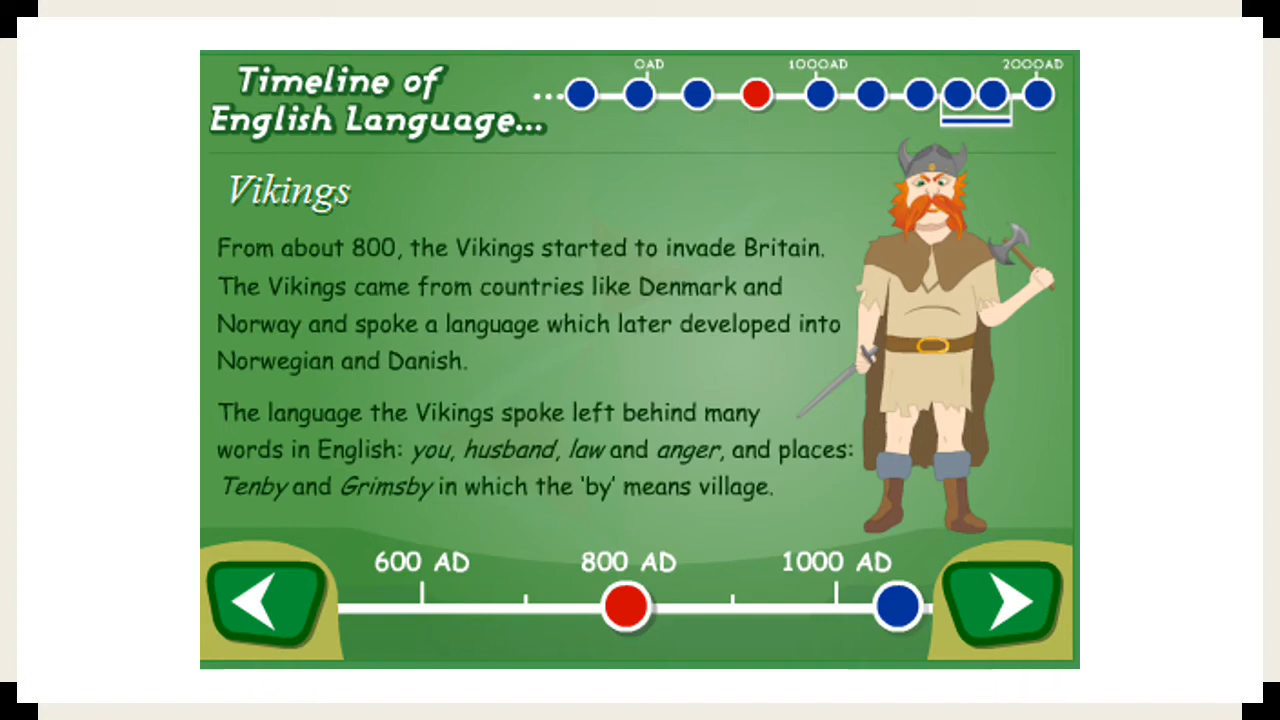 Timeline of
English Language...
0AD 1000AD 2000AD
Vikings
From about 800, the Vikings started to invade Britain.
The Vikings came from countries like Denmark and
Norway and spoke a language which later developed into
Norwegian and Danish.
The language the Vikings spoke left behind many
words in English: you, husband, law and anger, and places:
Tenby and Grimsby in which the 'by' means village.
600 AD 800 AD 1000 AD